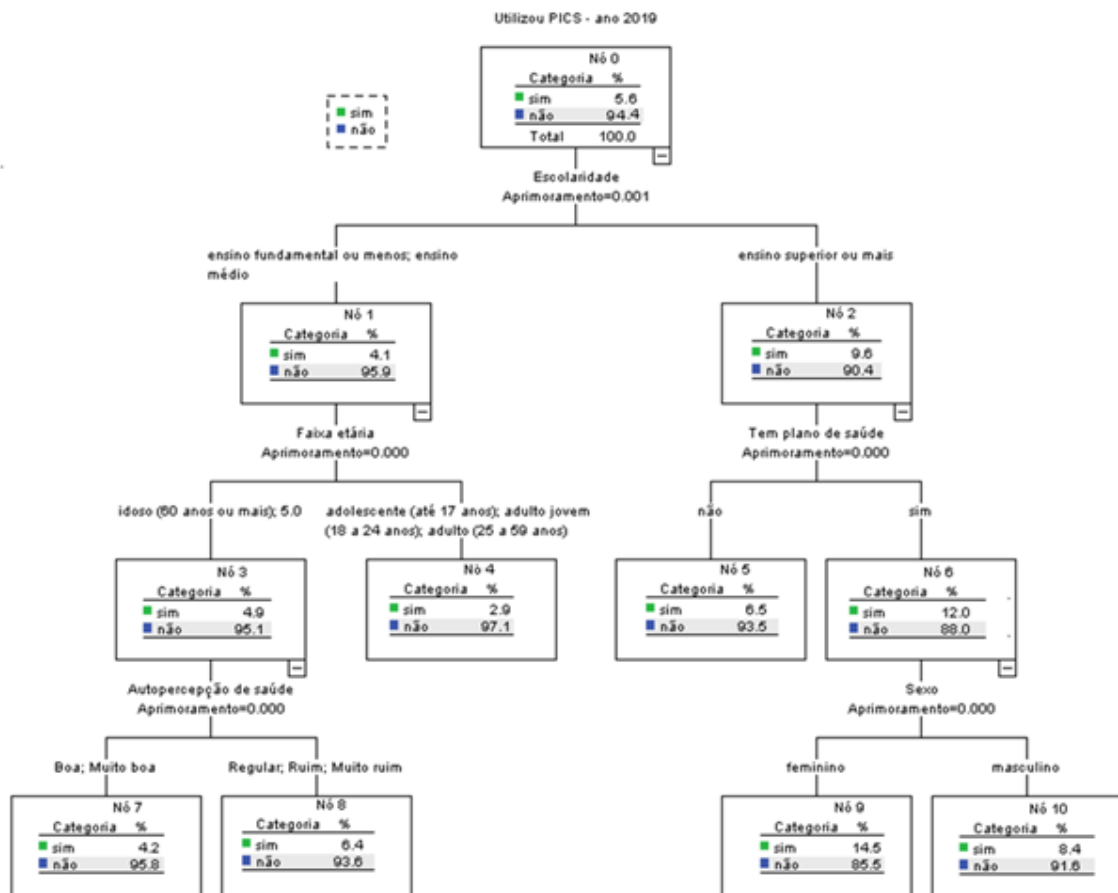 Utilizou PICS - ano 2019
Nó 0
Categoria %
sim 5.6
não 94.4
Total 100.0
sim
não
Escolaridade
Aprimoramento=0.001
ensino fundamental ou menos; ensino
médio
ensino superior ou mais
Nó 1
Categoria %
sim 4.1
não 95.9
Nó 2
Categoria %
sim 9.6
não 90.4
Faixa etária
Aprimoramento=0.000
Tem plano de saúde
Aprimoramento=0.000
idoso (60 anos ou mais); 5.0
adolescente (até 17 anos); adulto jovem
(18 a 24 anos); adulto (25 a 59 anos)
não
sim
Nó 3
Categoria %
sim 4.9
não 95.1
Nó 4
Categoria %
sim 2.9
não 97.1
Nó 5
Categoria %
sim 6.5
não 93.5
Nó 6
Categoria %
sim 12.0
não 88.0
Autopercepção de saúde
Aprimoramento=0.000
Sexo
Aprimoramento=0.000
Boa; Muito boa
Regular; Ruim; Muito ruim
feminino
masculino
Nó 7
Categoria %
sim 4.2
não 95.8
Nó 8
Categoria %
sim 6.4
não 93.6
Nó 9
Categoria %
sim 14.5
não 85.5
Nó 10
Categoria %
sim 8.4
não 91.6